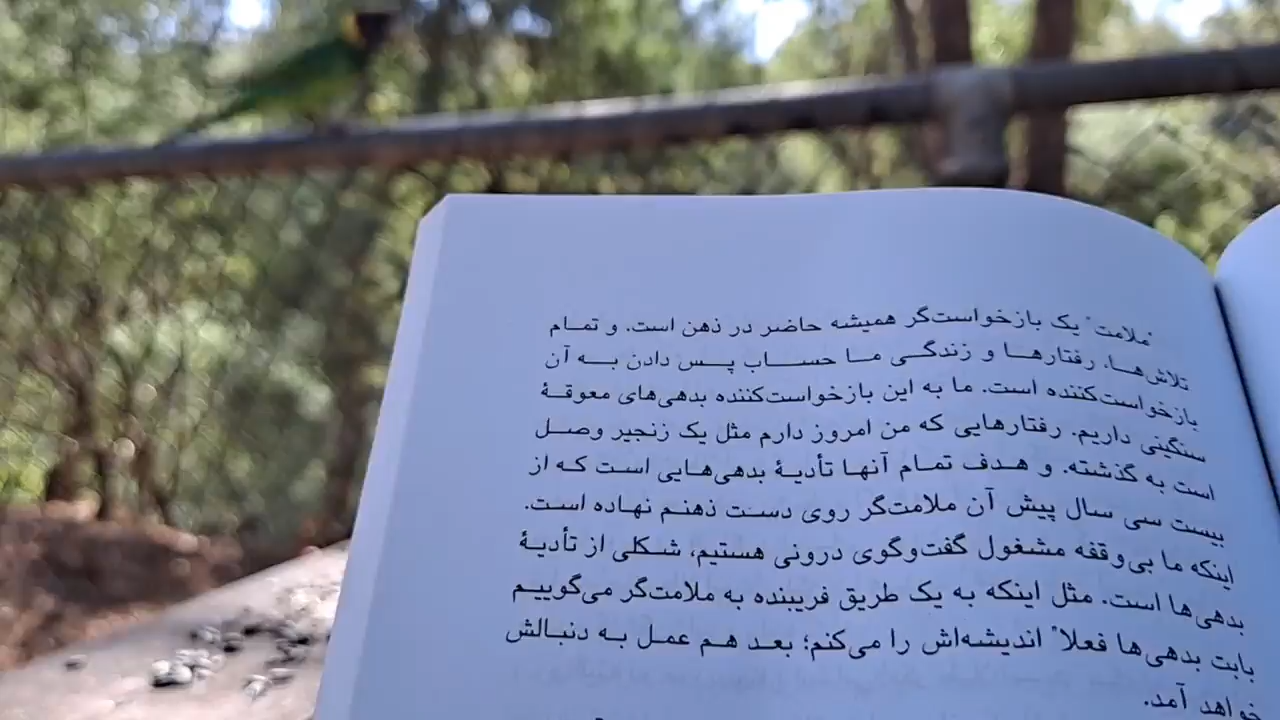 "ملامت" یک بازخواست‌گر همیشه حاضر در ذهن است. و تمام
تلاش‌ها، رفتارها و زندگی ما حساب پس دادن به آن
بازخواست‌کننده است. ما به این بازخواست‌کننده بدهی‌های معوقهٔ
سنگینی داریم. رفتارهایی که من امروز دارم مثل یک زنجیر وصل
است به گذشته. و هدف تمام آنها تأدیهٔ بدهی‌هایی است که از
بیست سی سال پیش آن ملامت‌گر روی دست ذهنم نهاده است.
اینکه ما بی‌وقفه مشغول گفت‌وگوی درونی هستیم، شکلی از تأدیهٔ
بدهی‌ها است. مثل اینکه به یک طریق فریبنده به ملامت‌گر می‌گوییم
بابت بدهی‌ها فعلاً اندیشه‌اش را می‌کنم؛ بعد هم عمل به دنبالش
خواهد آمد.